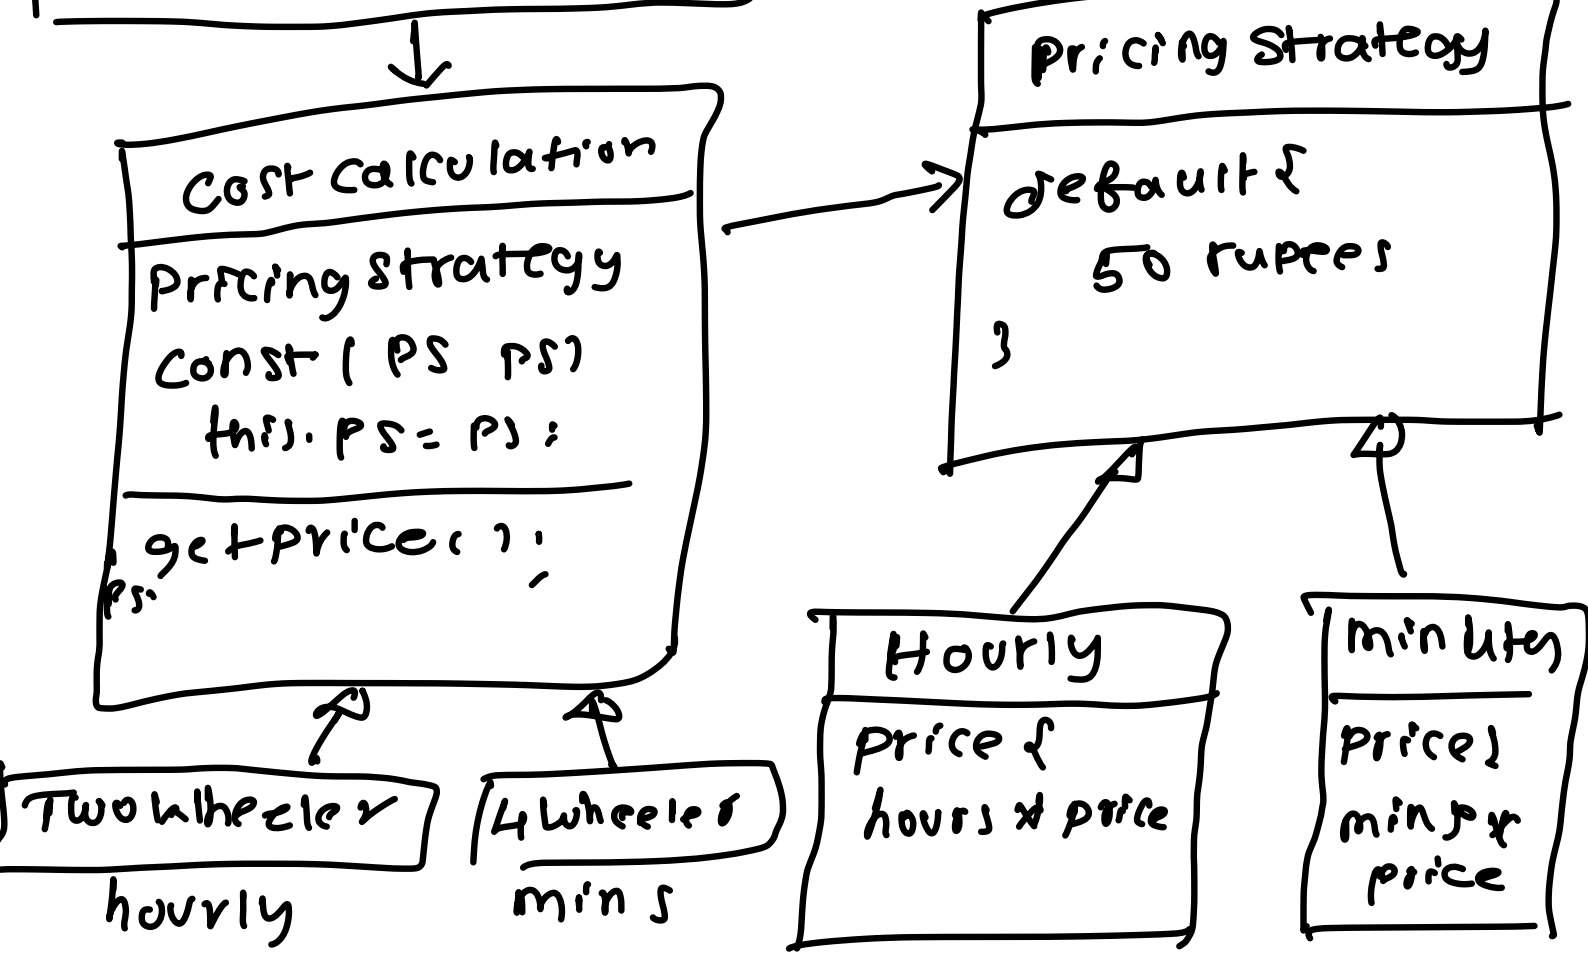 Cost calculation
Pricing strategy
const ( PS ps)
this. ps = ps ;
getprice( ) ;
ps.
Two wheeler
hourly
4 wheeler
mins
Pricing strategy
default {
50 rupees
}
Hourly
price {
hours * price
minutes
price {
mins *
price